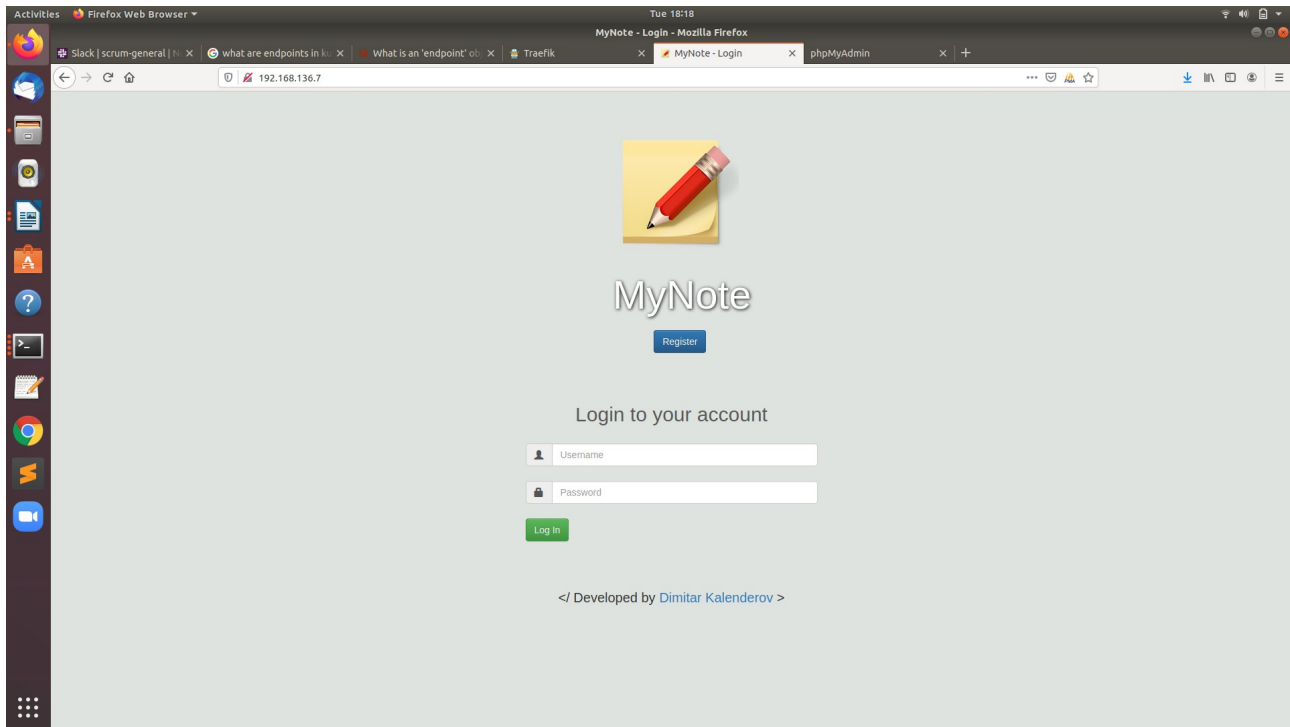 Activities Firefox Web Browser Tue 18:18
MyNote - Login - Mozilla Firefox
Slack | scrum-general | N what are endpoints in ku What is an 'endpoint' ob Traefik MyNote - Login phpMyAdmin
192.168.136.7
MyNote
Register
Login to your account
Username
Password
Log In
</ Developed by Dimitar Kalenderov >